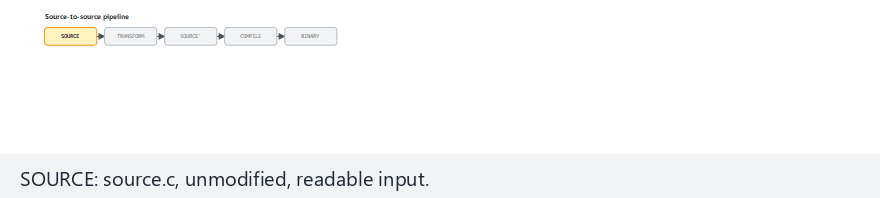 Source-to-source pipeline
SOURCE
TRANSFORM
SOURCE'
COMPILE
BINARY
SOURCE: source.c, unmodified, readable input.